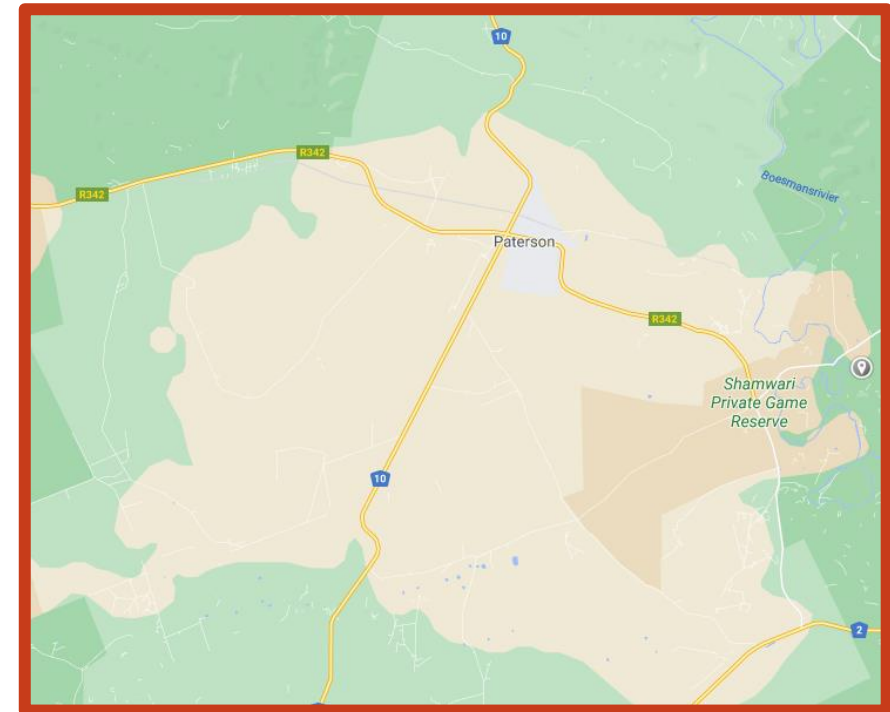 10
R342
R342
Boesmansrivier
Paterson
R342
Shamwari
Private Game
Reserve
10
2